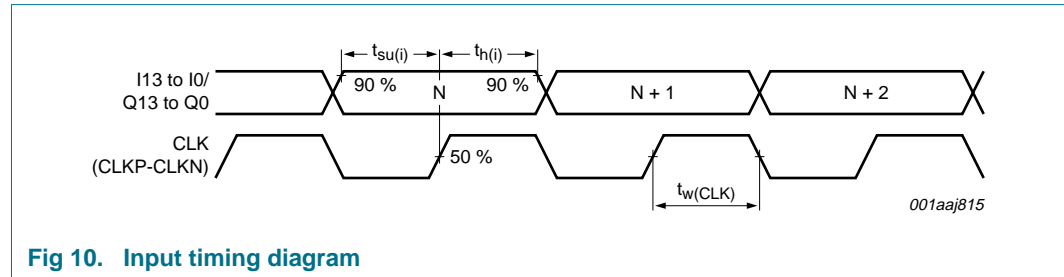 tsu(i) th(i)
I13 to I0/
Q13 to Q0
90 % N 90 % N + 1 N + 2
CLK
(CLKP-CLKN)
50 %
tw(CLK)
001aaj815
Fig 10. Input timing diagram